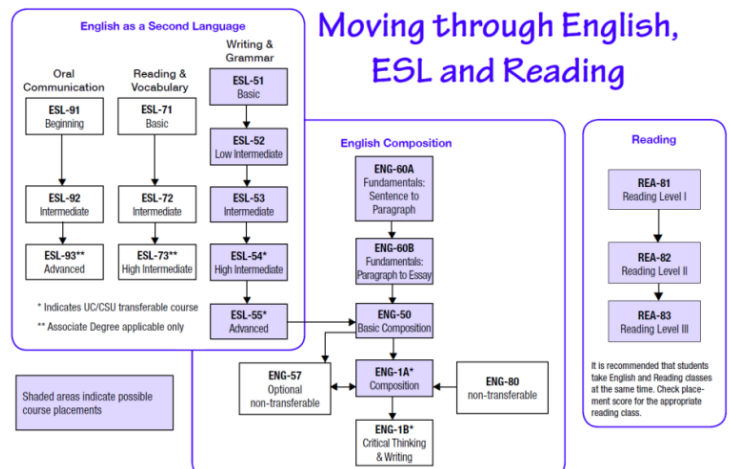 Moving through English,
ESL and Reading
English as a Second Language
Oral
Communication
ESL-91
Beginning
ESL-92
Intermediate
ESL-93**
Advanced
Reading &
Vocabulary
ESL-71
Basic
ESL-72
Intermediate
ESL-73**
High Intermediate
Writing &
Grammar
ESL-51
Basic
ESL-52
Low Intermediate
ESL-53
Intermediate
ESL-54*
High Intermediate
ESL-55*
Advanced
* Indicates UC/CSU transferable course
** Associate Degree applicable only
Shaded areas indicate possible
course placements
English Composition
ENG-60A
Fundamentals:
Sentence to
Paragraph
ENG-60B
Fundamentals:
Paragraph to Essay
ENG-50
Basic Composition
ENG-57
Optional
non-transferable
ENG-1A*
Composition
ENG-80
non-transferable
ENG-1B*
Critical Thinking
& Writing
Reading
REA-81
Reading Level I
REA-82
Reading Level II
REA-83
Reading Level III
It is recommended that students
take English and Reading classes
at the same time. Check place-
ment score for the appropriate
reading class.